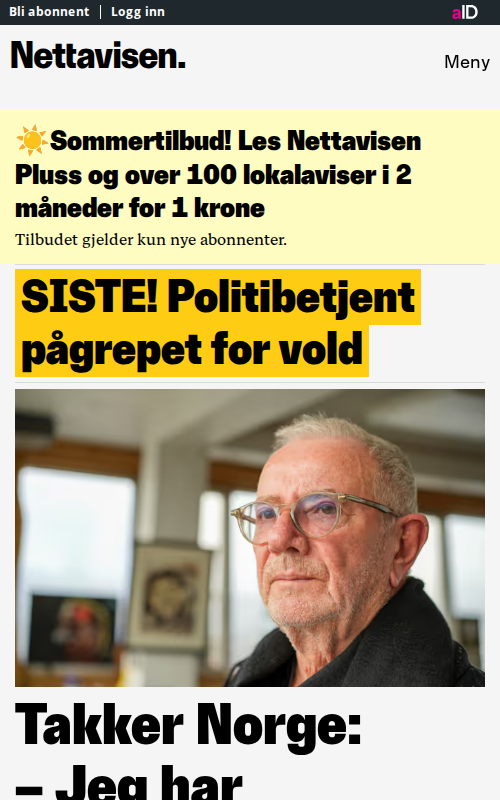 Bli abonnent | Logg inn
aID
Nettavisen.
Meny
☀️Sommertilbud! Les Nettavisen
Pluss og over 100 lokalaviser i 2
måneder for 1 krone
Tilbudet gjelder kun nye abonnenter.
SISTE! Politibetjent
pågrepet for vold
Takker Norge:
– Jeg har